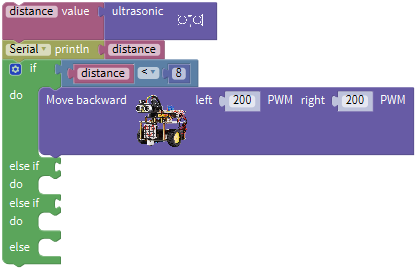 distance value ultrasonic
Serial println distance
if distance < 8
do Move backward left 200 PWM right 200 PWM
else if
do
else if
do
else